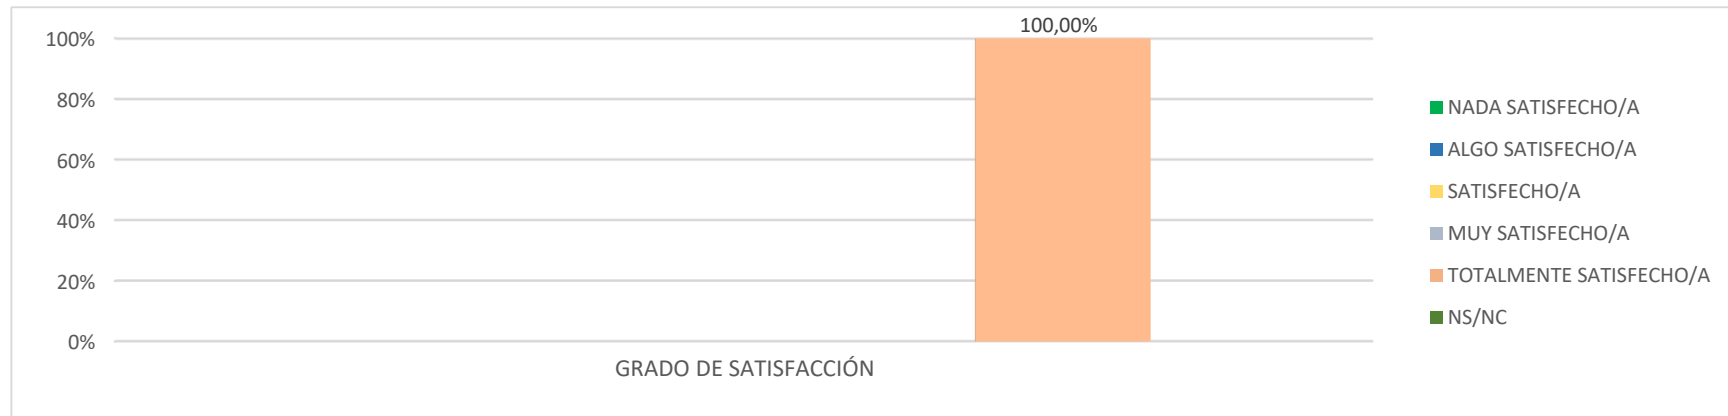 100,00%
100%
80%
60%
40%
20%
0%
GRADO DE SATISFACCIÓN
NADA SATISFECHO/A
ALGO SATISFECHO/A
SATISFECHO/A
MUY SATISFECHO/A
TOTALMENTE SATISFECHO/A
NS/NC